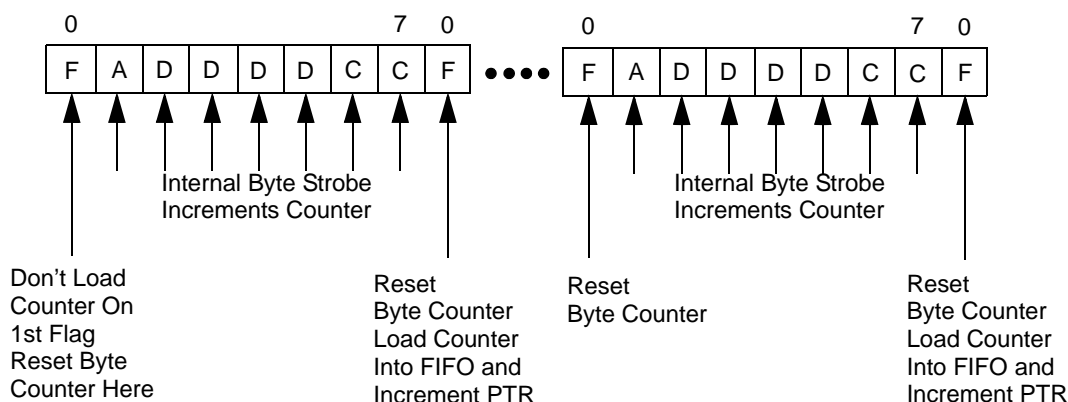 0 7 0 0 7 0
F A D D D D C C F F A D D D D C C F
Internal Byte Strobe
Increments Counter
Internal Byte Strobe
Increments Counter
Don't Load
Counter On
1st Flag
Reset Byte
Counter Here
Reset
Byte Counter
Load Counter
Into FIFO and
Increment PTR
Reset
Byte Counter
Reset
Byte Counter
Load Counter
Into FIFO and
Increment PTR